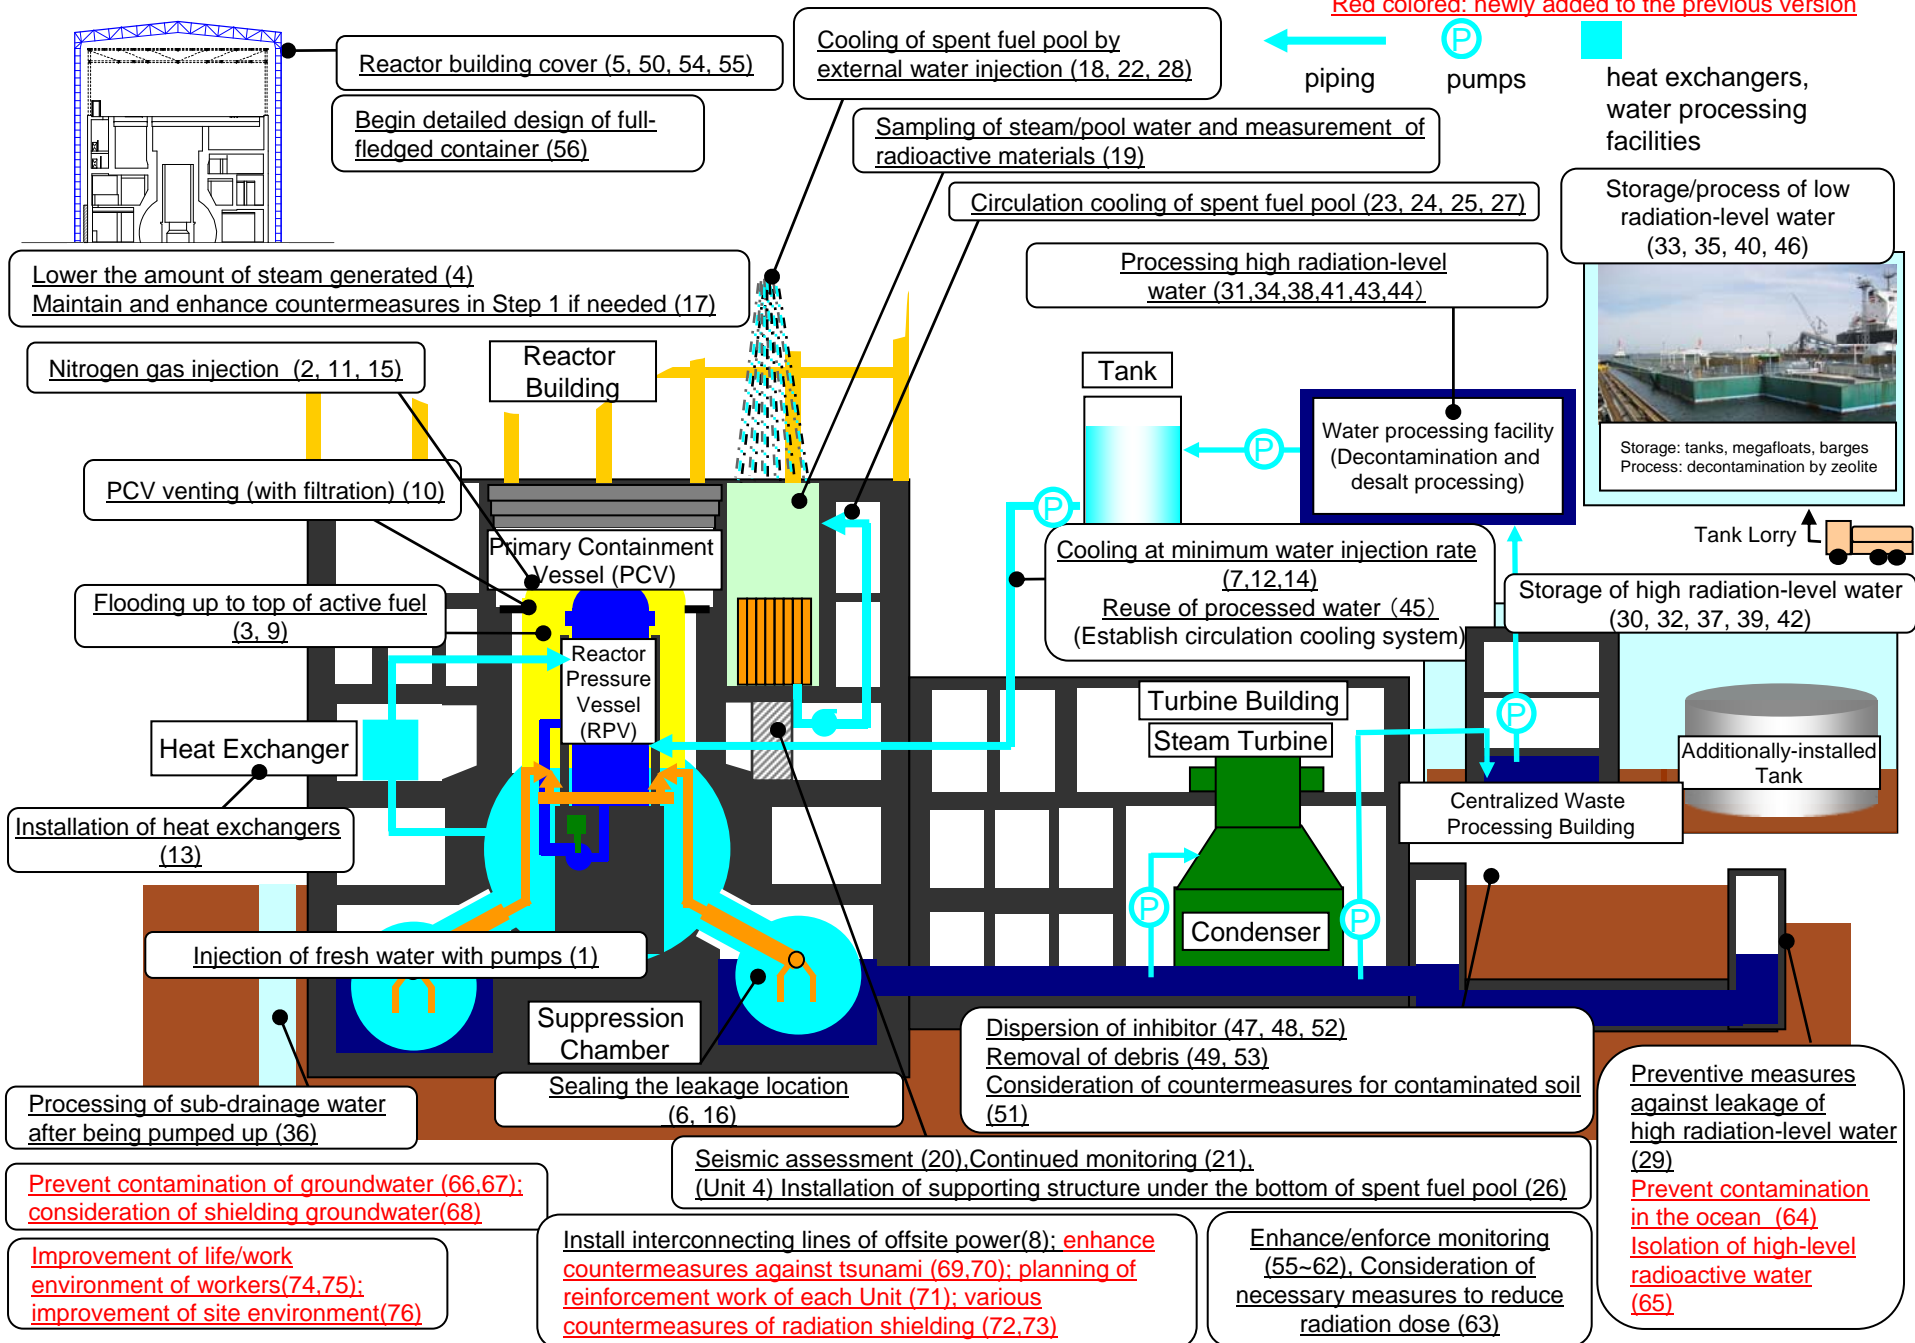 Red colored: newly added to the previous version
piping
P
pumps
heat exchangers,
water processing
facilities
Reactor building cover (5, 50, 54, 55)
Begin detailed design of full-
fledged container (56)
Cooling of spent fuel pool by
external water injection (18, 22, 28)
Sampling of steam/pool water and measurement of
radioactive materials (19)
Circulation cooling of spent fuel pool (23, 24, 25, 27)
Storage/process of low
radiation-level water
(33, 35, 40, 46)
Lower the amount of steam generated (4)
Maintain and enhance countermeasures in Step 1 if needed (17)
Processing high radiation-level
water (31,34,38,41,43,44)
Nitrogen gas injection (2, 11, 15)
Reactor
Building
Tank
Water processing facility
(Decontamination and
desalt processing)
P
Storage: tanks, megafloats, barges
Process: decontamination by zeolite
PCV venting (with filtration) (10)
P
Tank Lorry
Primary Containment
Vessel (PCV)
Cooling at minimum water injection rate
(7,12,14)
Reuse of processed water (45)
(Establish circulation cooling system)
Flooding up to top of active fuel
(3, 9)
Storage of high radiation-level water
(30, 32, 37, 39, 42)
Reactor
Pressure
Vessel
(RPV)
Heat Exchanger
Turbine Building
Steam Turbine
P
Additionally-installed
Tank
Centralized Waste
Processing Building
Installation of heat exchangers
(13)
P
P
Condenser
Injection of fresh water with pumps (1)
Suppression
Chamber
Dispersion of inhibitor (47, 48, 52)
Removal of debris (49, 53)
Consideration of countermeasures for contaminated soil
(51)
Sealing the leakage location
(6, 16)
Processing of sub-drainage water
after being pumped up (36)
Preventive measures
against leakage of
high radiation-level water
(29)
Prevent contamination
in the ocean (64)
Isolation of high-level
radioactive water
(65)
Seismic assessment (20),Continued monitoring (21),
(Unit 4) Installation of supporting structure under the bottom of spent fuel pool (26)
Prevent contamination of groundwater (66,67);
consideration of shielding groundwater(68)
Improvement of life/work
environment of workers(74,75);
improvement of site environment(76)
Install interconnecting lines of offsite power(8); enhance
countermeasures against tsunami (69,70); planning of
reinforcement work of each Unit (71); various
countermeasures of radiation shielding (72,73)
Enhance/enforce monitoring
(55~62), Consideration of
necessary measures to reduce
radiation dose (63)